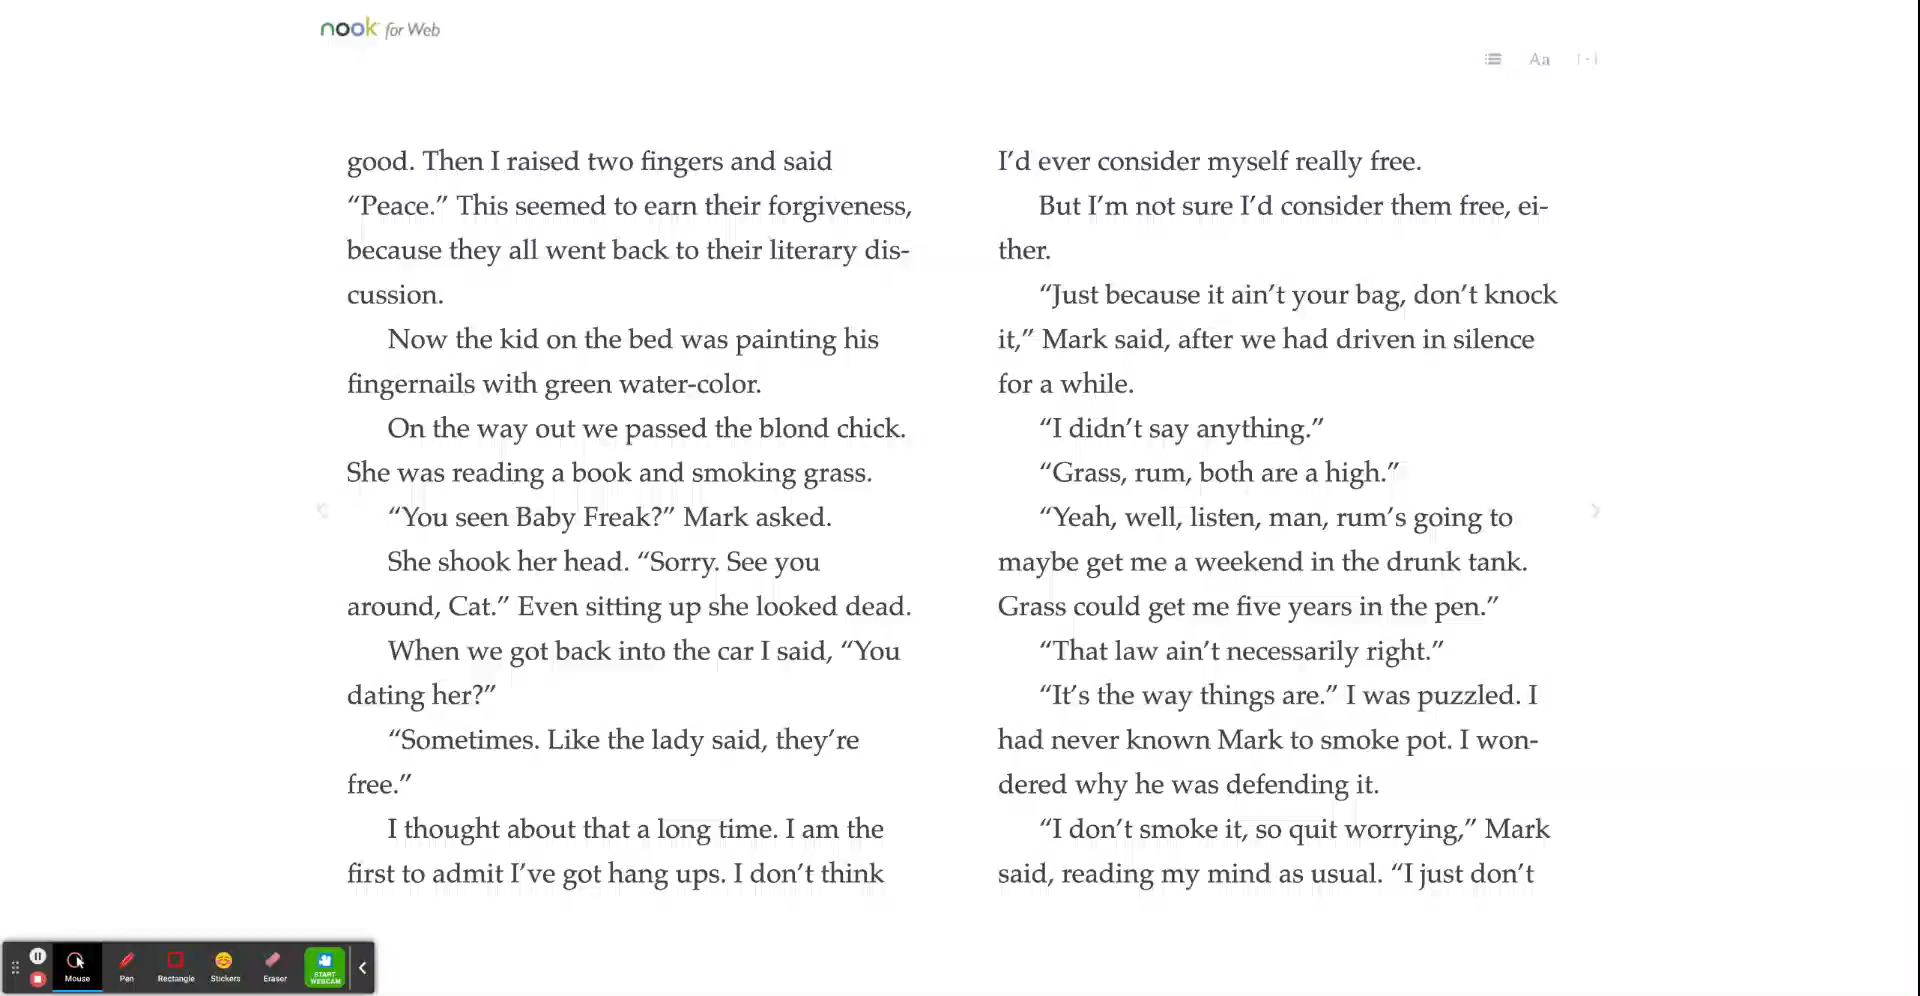 nook for Web
Aa
good. Then I raised two fingers and said
“Peace.” This seemed to earn their forgiveness,
because they all went back to their literary dis-
cussion.
Now the kid on the bed was painting his
fingernails with green water-color.
On the way out we passed the blond chick.
She was reading a book and smoking grass.
“You seen Baby Freak?” Mark asked.
She shook her head. “Sorry. See you
around, Cat.” Even sitting up she looked dead.
When we got back into the car I said, “You
dating her?”
“Sometimes. Like the lady said, they’re
free.”
I thought about that a long time. I am the
first to admit I’ve got hang ups. I don’t think
I’d ever consider myself really free.
But I’m not sure I’d consider them free, ei-
ther.
“Just because it ain’t your bag, don’t knock
it,” Mark said, after we had driven in silence
for a while.
“I didn’t say anything.”
“Grass, rum, both are a high.”
“Yeah, well, listen, man, rum’s going to
maybe get me a weekend in the drunk tank.
Grass could get me five years in the pen.”
“That law ain’t necessarily right.”
“It’s the way things are.” I was puzzled. I
had never known Mark to smoke pot. I won-
dered why he was defending it.
“I don’t smoke it, so quit worrying,” Mark
said, reading my mind as usual. “I just don’t
Mouse
Pen
Rectangle
Stickers
Eraser
START
WEBCAM